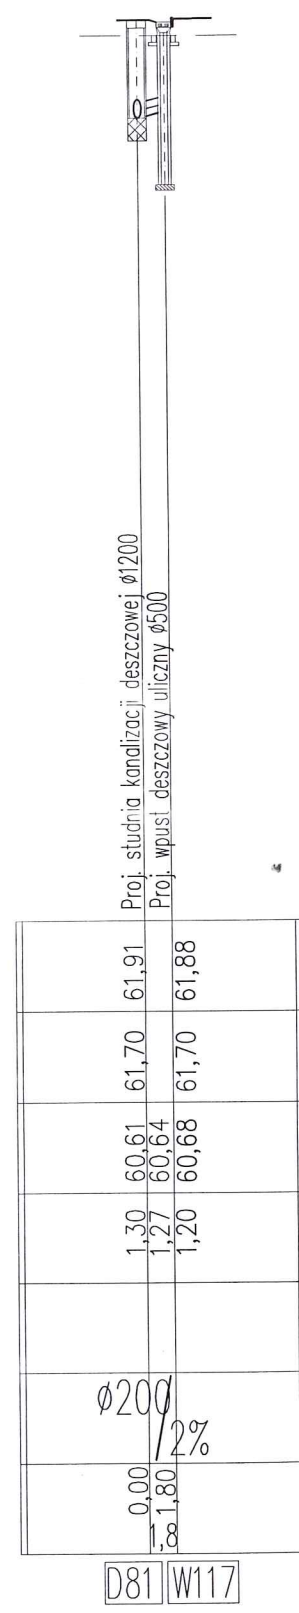 Proj. studnia kanalizacji deszczowej ø1200
Proj. wpust deszczowy uliczny ø500
61,91
61,88
61,70
61,70
60,61
60,64
60,68
1,30
1,27
1,20
ø200
2%
0,00
1,80
1,8
D81
W117